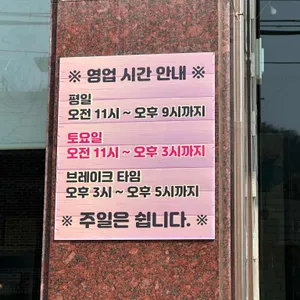 ※ 영업 시간 안내 ※
평일
오전 11시 ~ 오후 9시까지
토요일
오전 11시 ~ 오후 3시까지
브레이크 타임
오후 3시 ~ 오후 5시까지
※ 주일은 쉽니다. ※